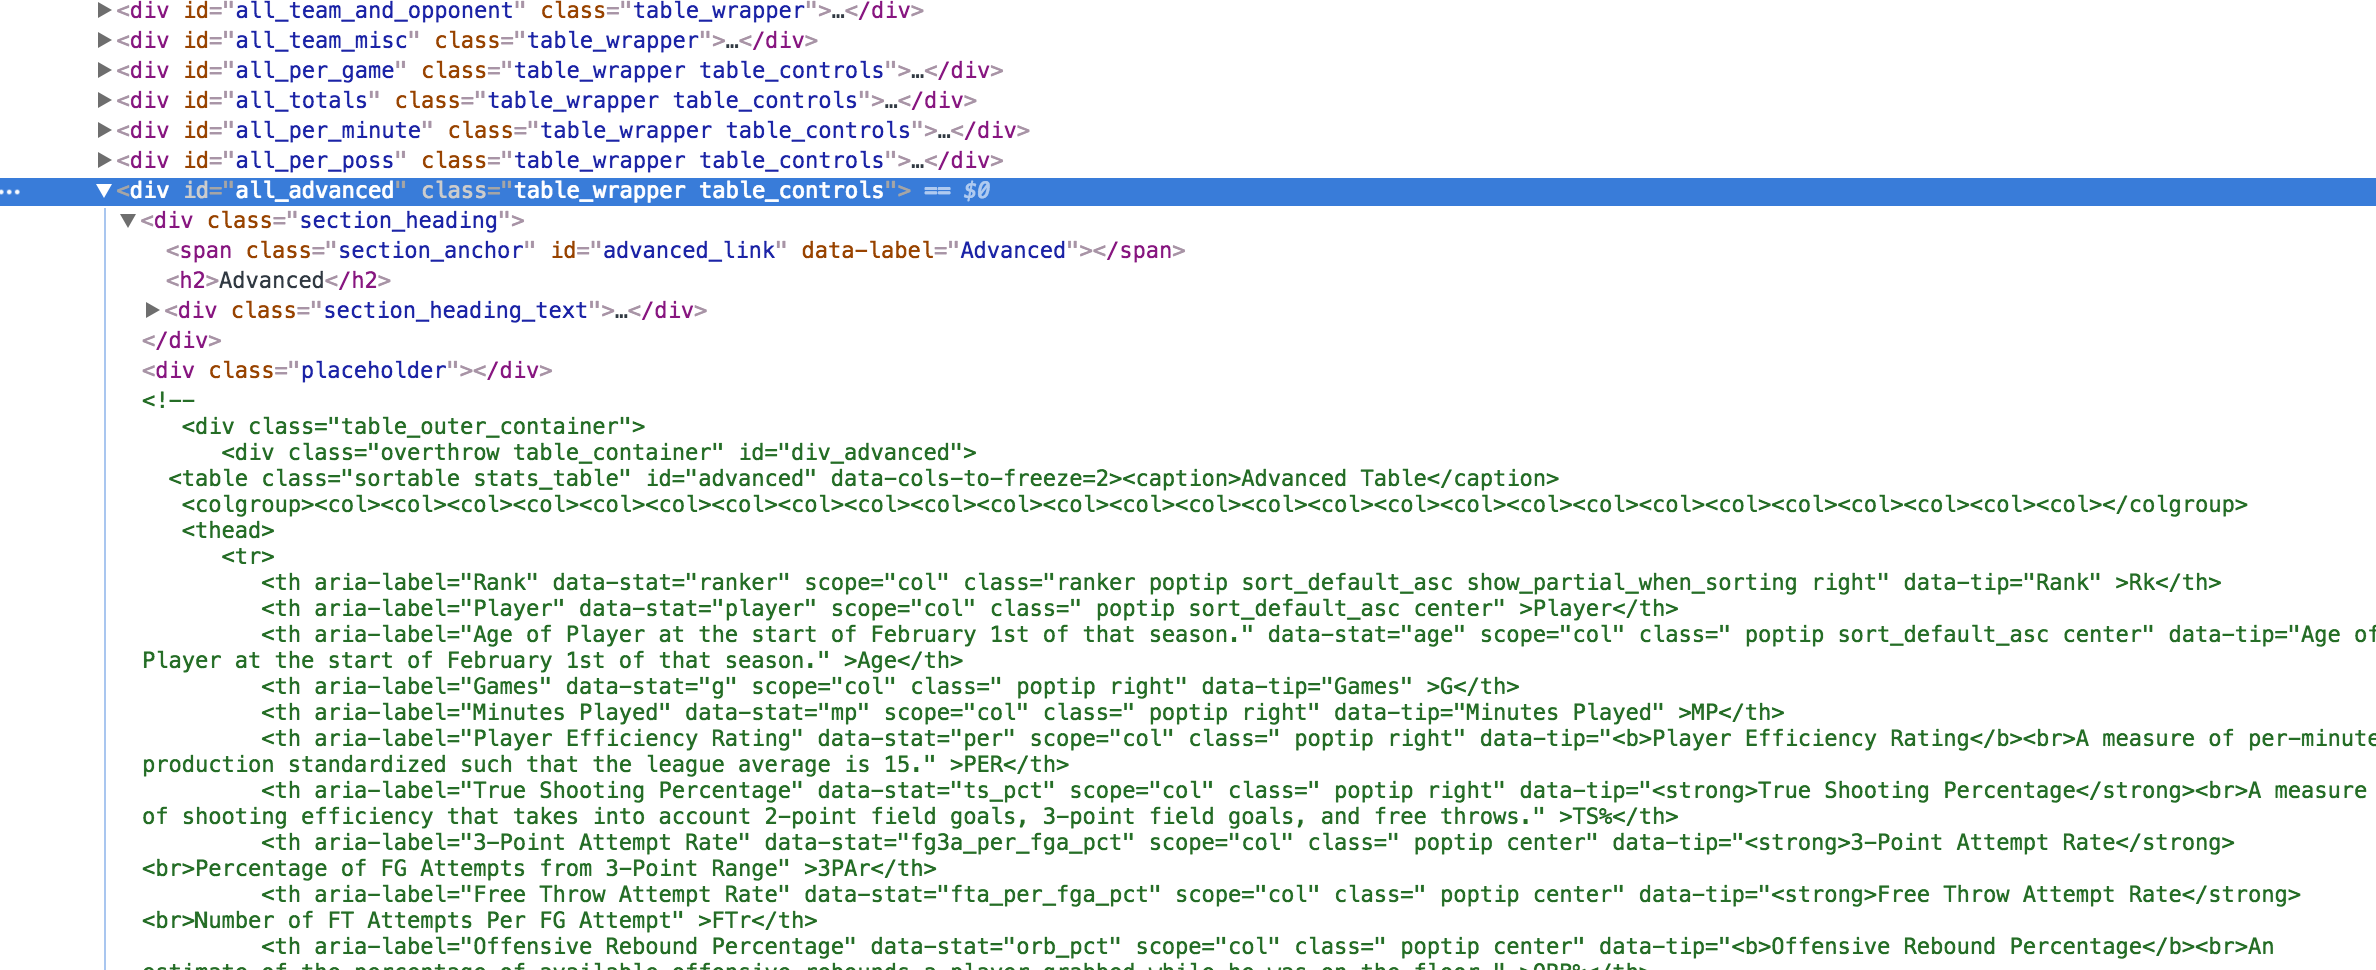 ▶<div id="all_team_and_opponent" class="table_wrapper">…</div>
▶<div id="all_team_misc" class="table_wrapper">…</div>
▶<div id="all_per_game" class="table_wrapper table_controls">…</div>
▶<div id="all_totals" class="table_wrapper table_controls">…</div>
▶<div id="all_per_minute" class="table_wrapper table_controls">…</div>
▶<div id="all_per_poss" class="table_wrapper table_controls">…</div>
… ▼<div id="all_advanced" class="table_wrapper table_controls"> == $0
▼<div class="section_heading">
<span class="section_anchor" id="advanced_link" data-label="Advanced"></span>
<h2>Advanced</h2>
▶<div class="section_heading_text">…</div>
</div>
<div class="placeholder"></div>
<!--
<div class="table_outer_container">
<div class="overthrow table_container" id="div_advanced">
<table class="sortable stats_table" id="advanced" data-cols-to-freeze=2><caption>Advanced Table</caption>
<colgroup><col><col><col><col><col><col><col><col><col><col><col><col><col><col><col><col><col><col><col><col><col><col><col><col><col><col><col></colgroup>
<thead>
<tr>
<th aria-label="Rank" data-stat="ranker" scope="col" class="ranker poptip sort_default_asc show_partial_when_sorting right" data-tip="Rank" >Rk</th>
<th aria-label="Player" data-stat="player" scope="col" class=" poptip sort_default_asc center" >Player</th>
<th aria-label="Age of Player at the start of February 1st of that season." data-stat="age" scope="col" class=" poptip sort_default_asc center" data-tip="Age of
Player at the start of February 1st of that season." >Age</th>
<th aria-label="Games" data-stat="g" scope="col" class=" poptip right" data-tip="Games" >G</th>
<th aria-label="Minutes Played" data-stat="mp" scope="col" class=" poptip right" data-tip="Minutes Played" >MP</th>
<th aria-label="Player Efficiency Rating" data-stat="per" scope="col" class=" poptip right" data-tip="<b>Player Efficiency Rating</b><br>A measure of per-minute
production standardized such that the league average is 15." >PER</th>
<th aria-label="True Shooting Percentage" data-stat="ts_pct" scope="col" class=" poptip right" data-tip="<strong>True Shooting Percentage</strong><br>A measure
of shooting efficiency that takes into account 2-point field goals, 3-point field goals, and free throws." >TS%</th>
<th aria-label="3-Point Attempt Rate" data-stat="fg3a_per_fga_pct" scope="col" class=" poptip center" data-tip="<strong>3-Point Attempt Rate</strong>
<br>Percentage of FG Attempts from 3-Point Range" >3PAr</th>
<th aria-label="Free Throw Attempt Rate" data-stat="fta_per_fga_pct" scope="col" class=" poptip center" data-tip="<strong>Free Throw Attempt Rate</strong>
<br>Number of FT Attempts Per FG Attempt" >FTr</th>
<th aria-label="Offensive Rebound Percentage" data-stat="orb_pct" scope="col" class=" poptip center" data-tip="<b>Offensive Rebound Percentage</b><br>An
estimate of the percentage of available offensive rebounds a player grabbed while he was on the floor." >ORB%</th>